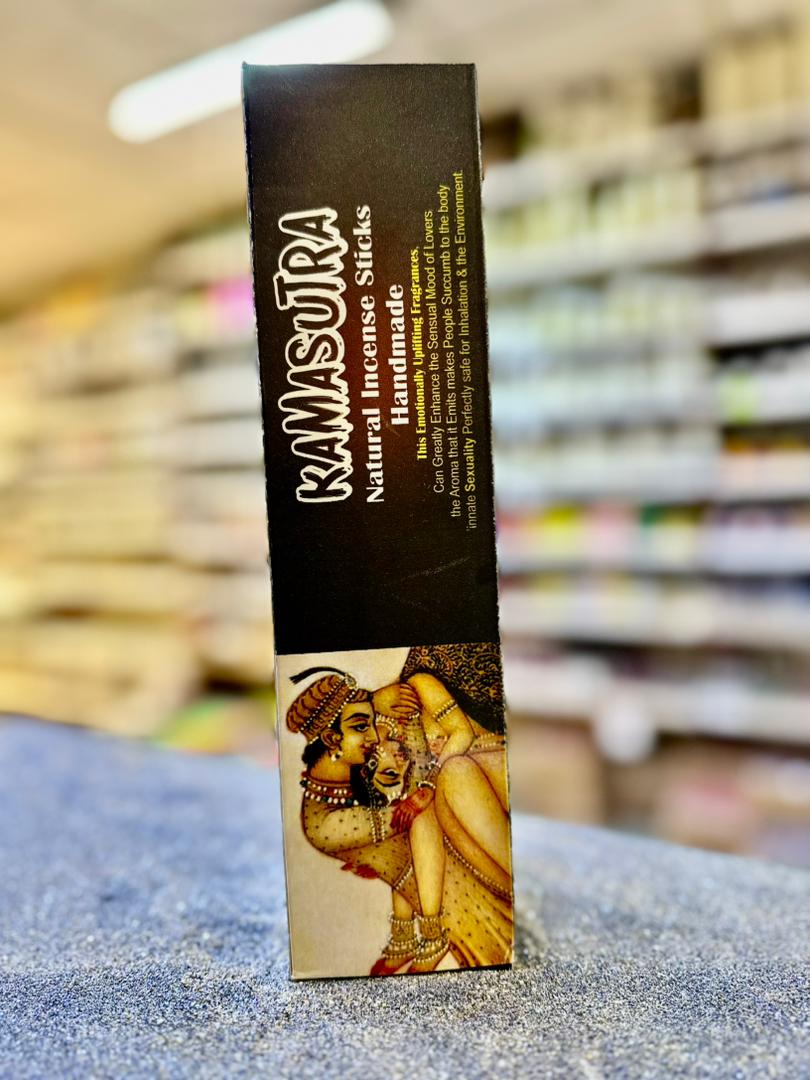 KAMASUTRA
Natural Incense Sticks
Handmade
This Emotionally Uplifting Fragrances,
Can Greatly Enhance the Sensual Mood of Lovers
the Aroma that it Emits makes People Succumb to the body
'innate Sexuality Perfectly safe for Inhalation & the Environment.